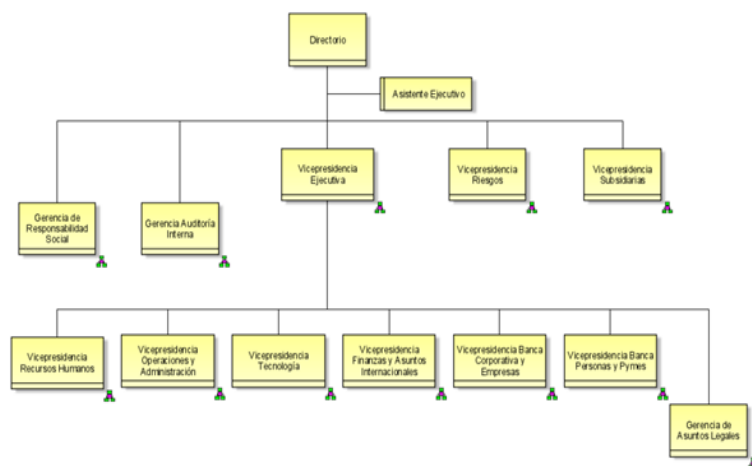 Directorio
Asistente Ejecutivo
Vicepresidencia
Ejecutiva
Vicepresidencia
Riesgos
Vicepresidencia
Subsidiarias
Gerencia de
Responsabilidad
Social
Gerencia Auditoría
Interna
Vicepresidencia
Recursos Humanos
Vicepresidencia
Operaciones y
Administración
Vicepresidencia
Tecnología
Vicepresidencia
Finanzas y Asuntos
Internacionales
Vicepresidencia Banca
Corporativa y
Empresas
Vicepresidencia Banca
Personas y Pymes
Gerencia de
Asuntos Legales